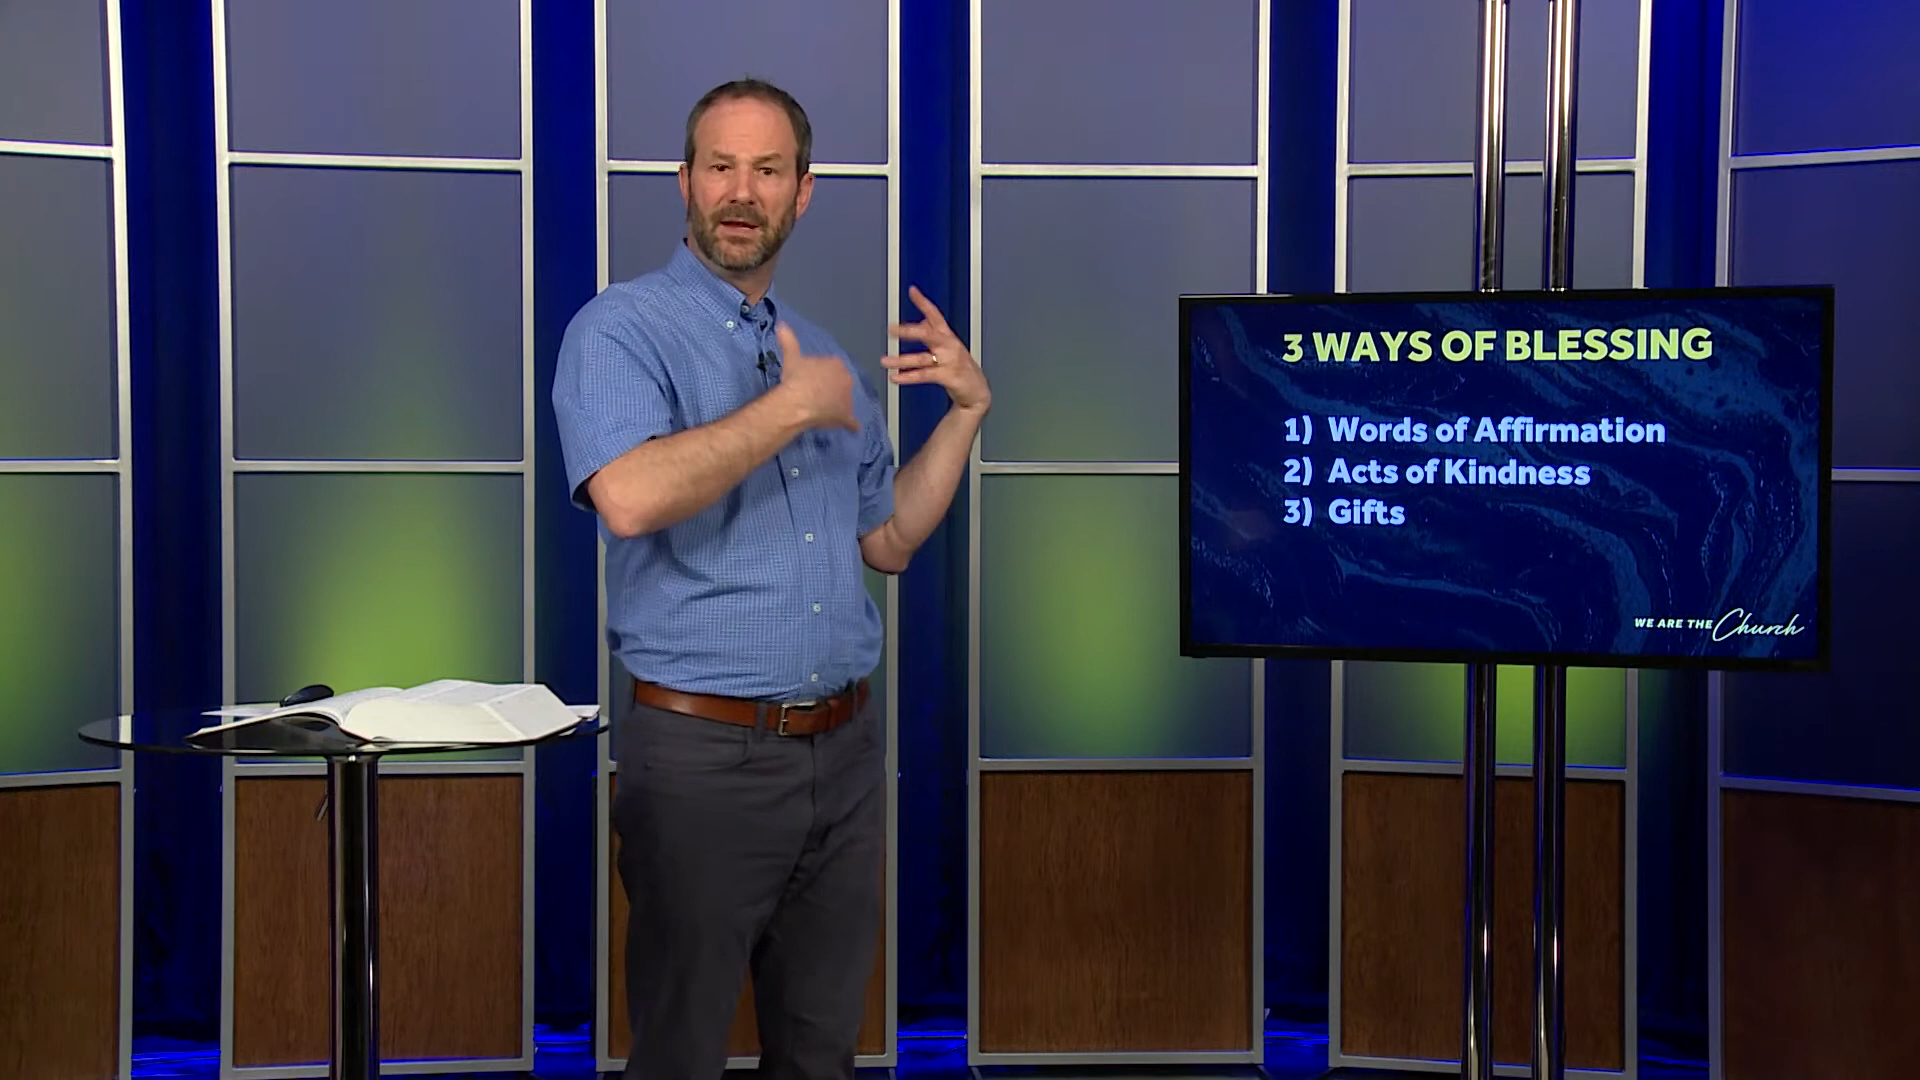 3 WAYS OF BLESSING
1) Words of Affirmation
2) Acts of Kindness
3) Gifts
WE ARE THE Church